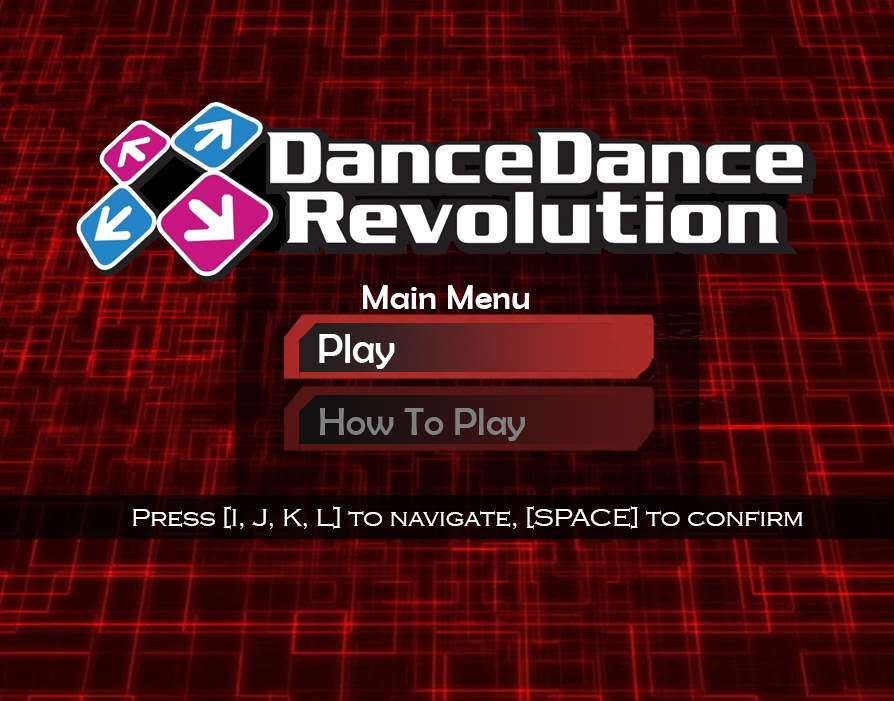 DanceDance
Revolution
Main Menu
Play
How To Play
Press [I, J, K, L] to navigate, [SPACE] to confirm